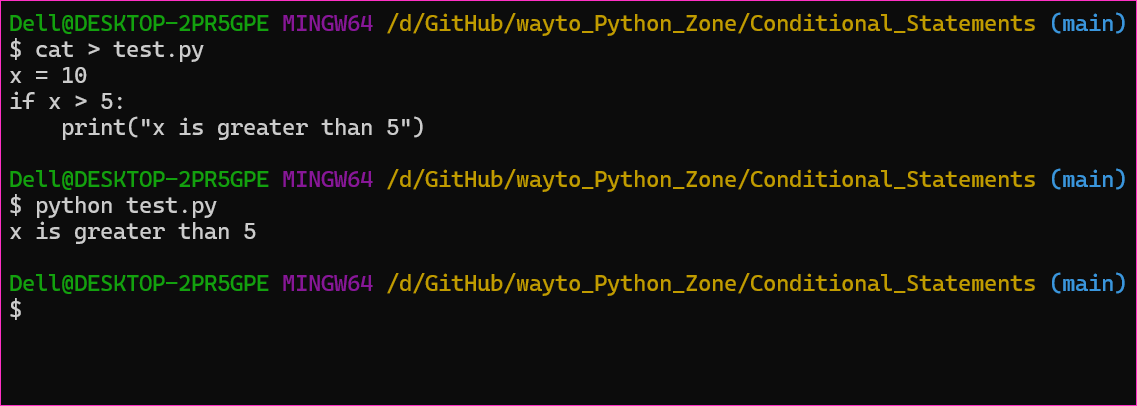 Dell@DESKTOP-2PR5GPE MINGW64 /d/GitHub/wayto_Python_Zone/Conditional_Statements (main)
$ cat > test.py
x = 10
if x > 5:
    print("x is greater than 5")
Dell@DESKTOP-2PR5GPE MINGW64 /d/GitHub/wayto_Python_Zone/Conditional_Statements (main)
$ python test.py
x is greater than 5
Dell@DESKTOP-2PR5GPE MINGW64 /d/GitHub/wayto_Python_Zone/Conditional_Statements (main)
$